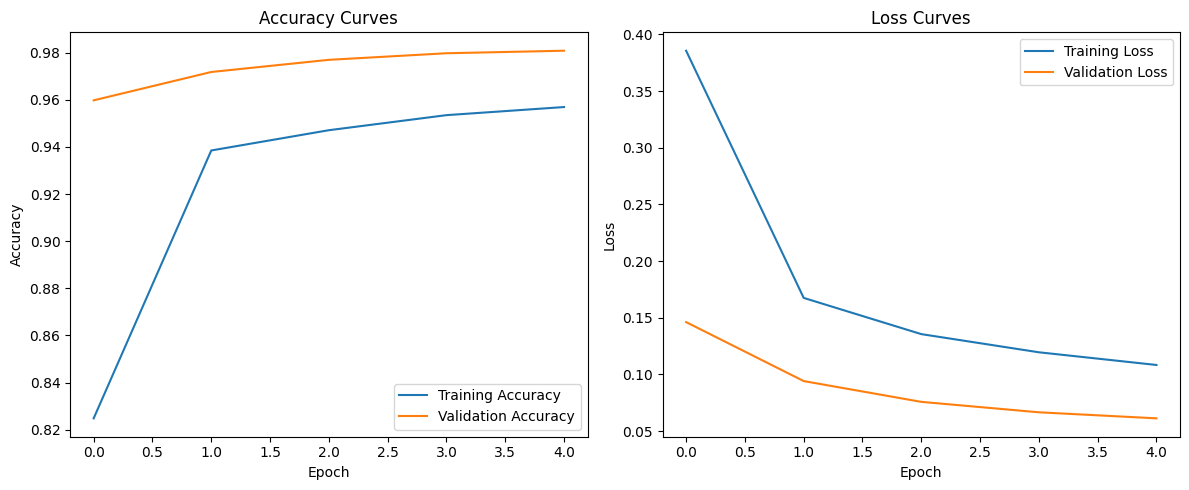 Accuracy Curves
0.98
0.96
0.94
0.92
0.90
0.88
0.86
0.84
0.82
Accuracy
Training Accuracy
Validation Accuracy
0.0 0.5 1.0 1.5 2.0 2.5 3.0 3.5 4.0
Epoch
Loss Curves
0.40
0.35
0.30
0.25
0.20
0.15
0.10
0.05
Loss
Training Loss
Validation Loss
0.0 0.5 1.0 1.5 2.0 2.5 3.0 3.5 4.0
Epoch